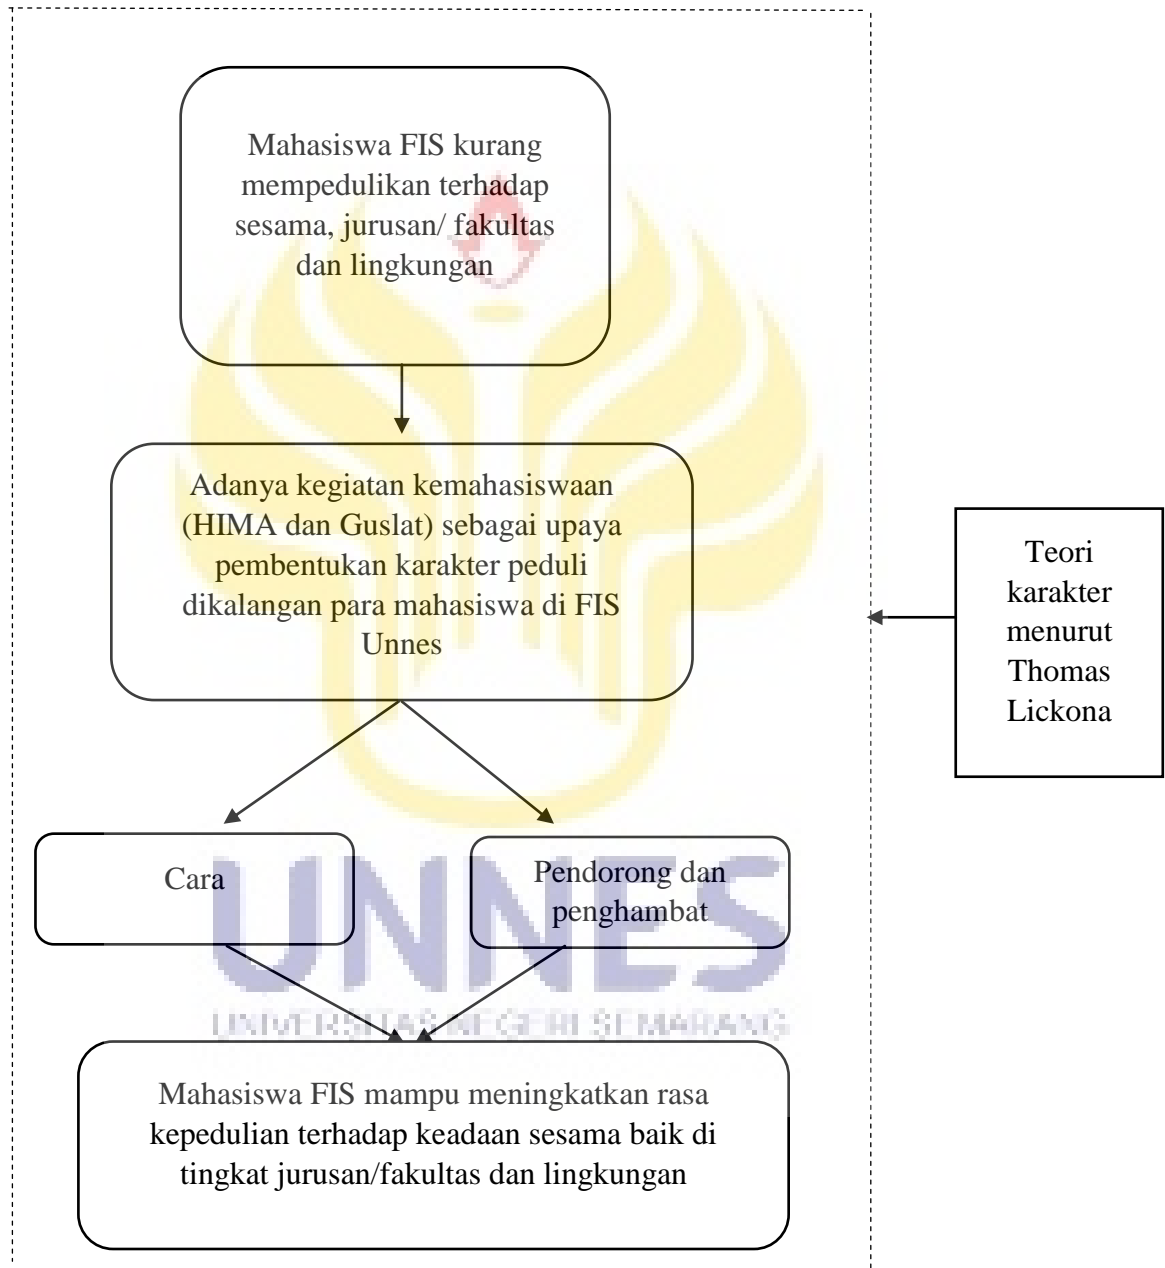 Mahasiswa FIS kurang
mempedulikan terhadap
sesama, jurusan/ fakultas
dan lingkungan
Adanya kegiatan kemahasiswaan
(HIMA dan Guslat) sebagai upaya
pembentukan karakter peduli
dikalangan para mahasiswa di FIS
Unnes
Teori
karakter
menurut
Thomas
Lickona
Cara
Pendorong dan
penghambat
UNNES
UNIVERSITAS NEGERI SEMARANG
Mahasiswa FIS mampu meningkatkan rasa
kepedulian terhadap keadaan sesama baik di
tingkat jurusan/fakultas dan lingkungan